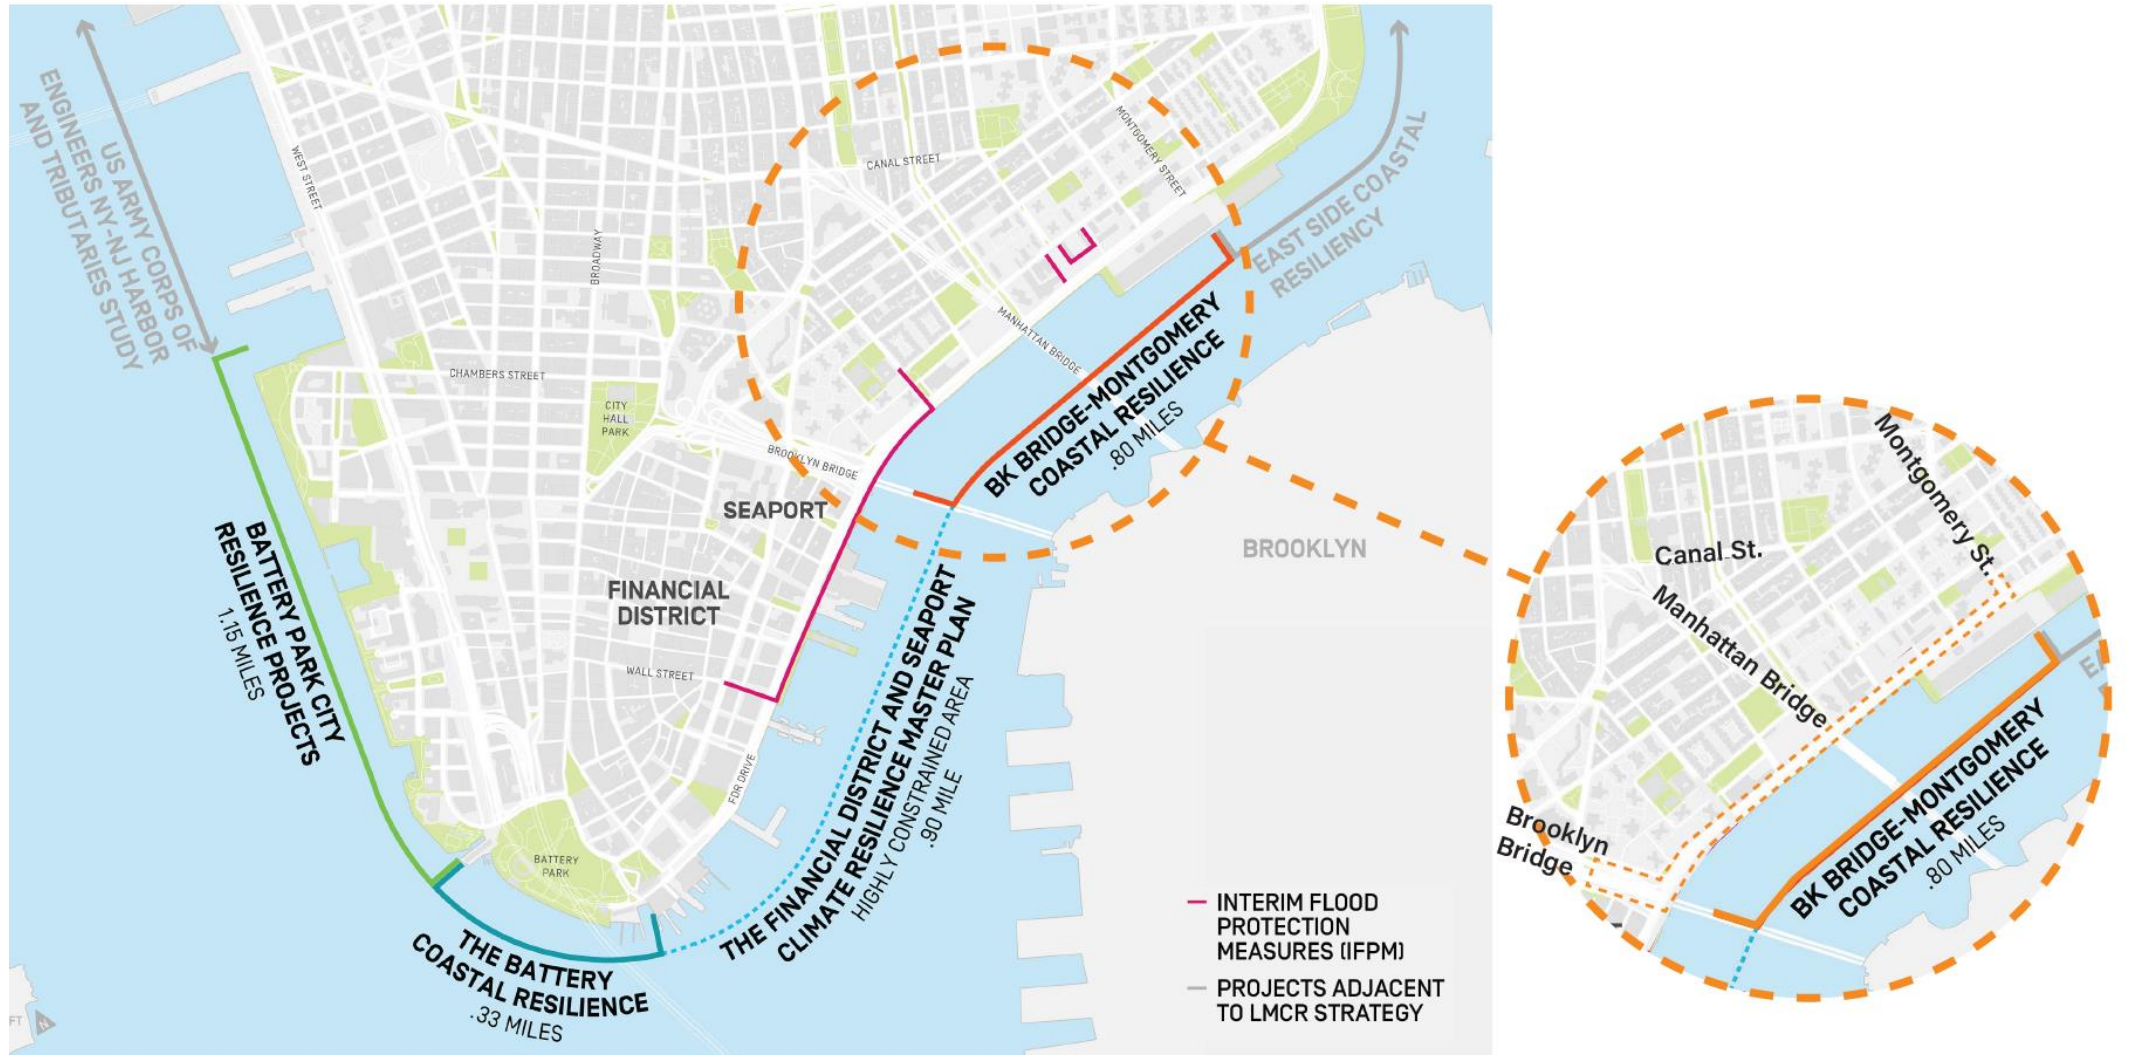 US ARMY CORPS OF
ENGINEERS NY-NJ HARBOR
AND TRIBUTARIES STUDY
WEST STREET
BROADWAY
CANAL STREET
MONTGOMERY STREET
EAST SIDE COASTAL
RESILIENCY
MANHATTAN BRIDGE
CHAMBERS STREET
CITY
HALL
PARK
BROOKLYN BRIDGE
BK BRIDGE-MONTGOMERY
COASTAL RESILIENCE
.80 MILES
SEAPORT
BROOKLYN
FINANCIAL
DISTRICT
WALL STREET
FDR DRIVE
BATTERY PARK CITY
RESILIENCE PROJECTS
1.15 MILES
BATTERY
PARK
THE FINANCIAL DISTRICT AND SEAPORT
CLIMATE RESILIENCE MASTER PLAN
HIGHLY CONSTRAINED AREA
.90 MILE
THE BATTERY
COASTAL RESILIENCE
.33 MILES
INTERIM FLOOD
PROTECTION
MEASURES (IFPM)
PROJECTS ADJACENT
TO LMCR STRATEGY
FT
N
Montgomery St.
Canal St.
Manhattan Bridge
Brooklyn
Bridge
EA
BK BRIDGE-MONTGOMERY
COASTAL RESILIENCE
.80 MILES